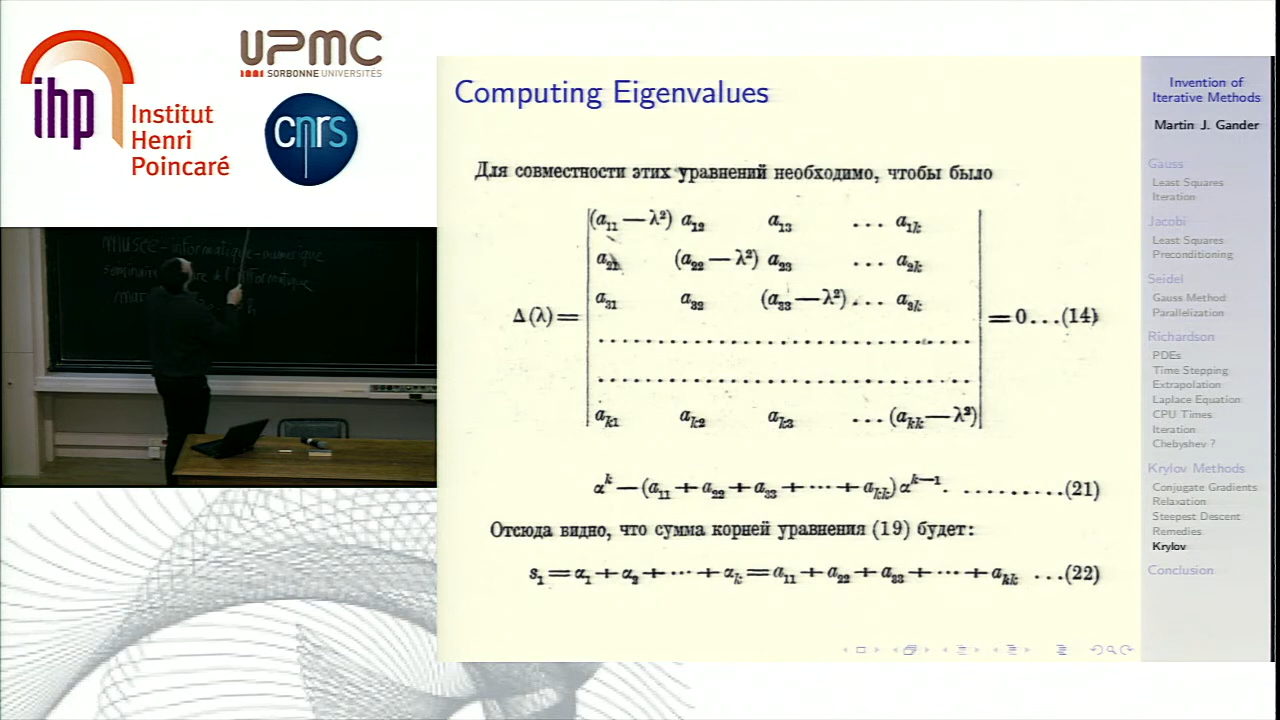 ihp
Institut
Henri
Poincaré
UPMC
SORBONNE UNIVERSITÉS
cnrs
musée-informatique-numérique
Computing Eigenvalues
Для совместности этих уравнений необходимо, чтобы было
(a₁₁ — λ²) a₁₂ a₁₃ ... a₁ₖ
a₂₁ (a₂₂ — λ²) a₂₃ ... a₂ₖ
a₃₁ a₃₂ (a₃₃ — λ²) ... a₃ₖ
Δ(λ) = = 0...(14)
aₖ₁ aₖ₂ aₖ₃ ... (aₖₖ — λ²)
αᵏ — (a₁₁ + a₂₂ + a₃₃ + ··· + aₖₖ) αᵏ⁻¹. ..........(21)
Отсюда видно, что сумма корней уравнения (19) будет:
s₁ = α₁ + α₂ + ··· + αₖ = a₁₁ + a₂₂ + a₃₃ + ··· + aₖₖ ...(22)
Invention of
Iterative Methods
Martin J. Gander
Gauss
Least Squares
Iteration
Jacobi
Least Squares
Preconditioning
Seidel
Gauss Method
Parallelization
Richardson
PDEs
Time Stepping
Extrapolation
Laplace Equation
CPU Times
Iteration
Chebyshev ?
Krylov Methods
Conjugate Gradients
Relaxation
Steepest Descent
Remedies
Krylov
Conclusion